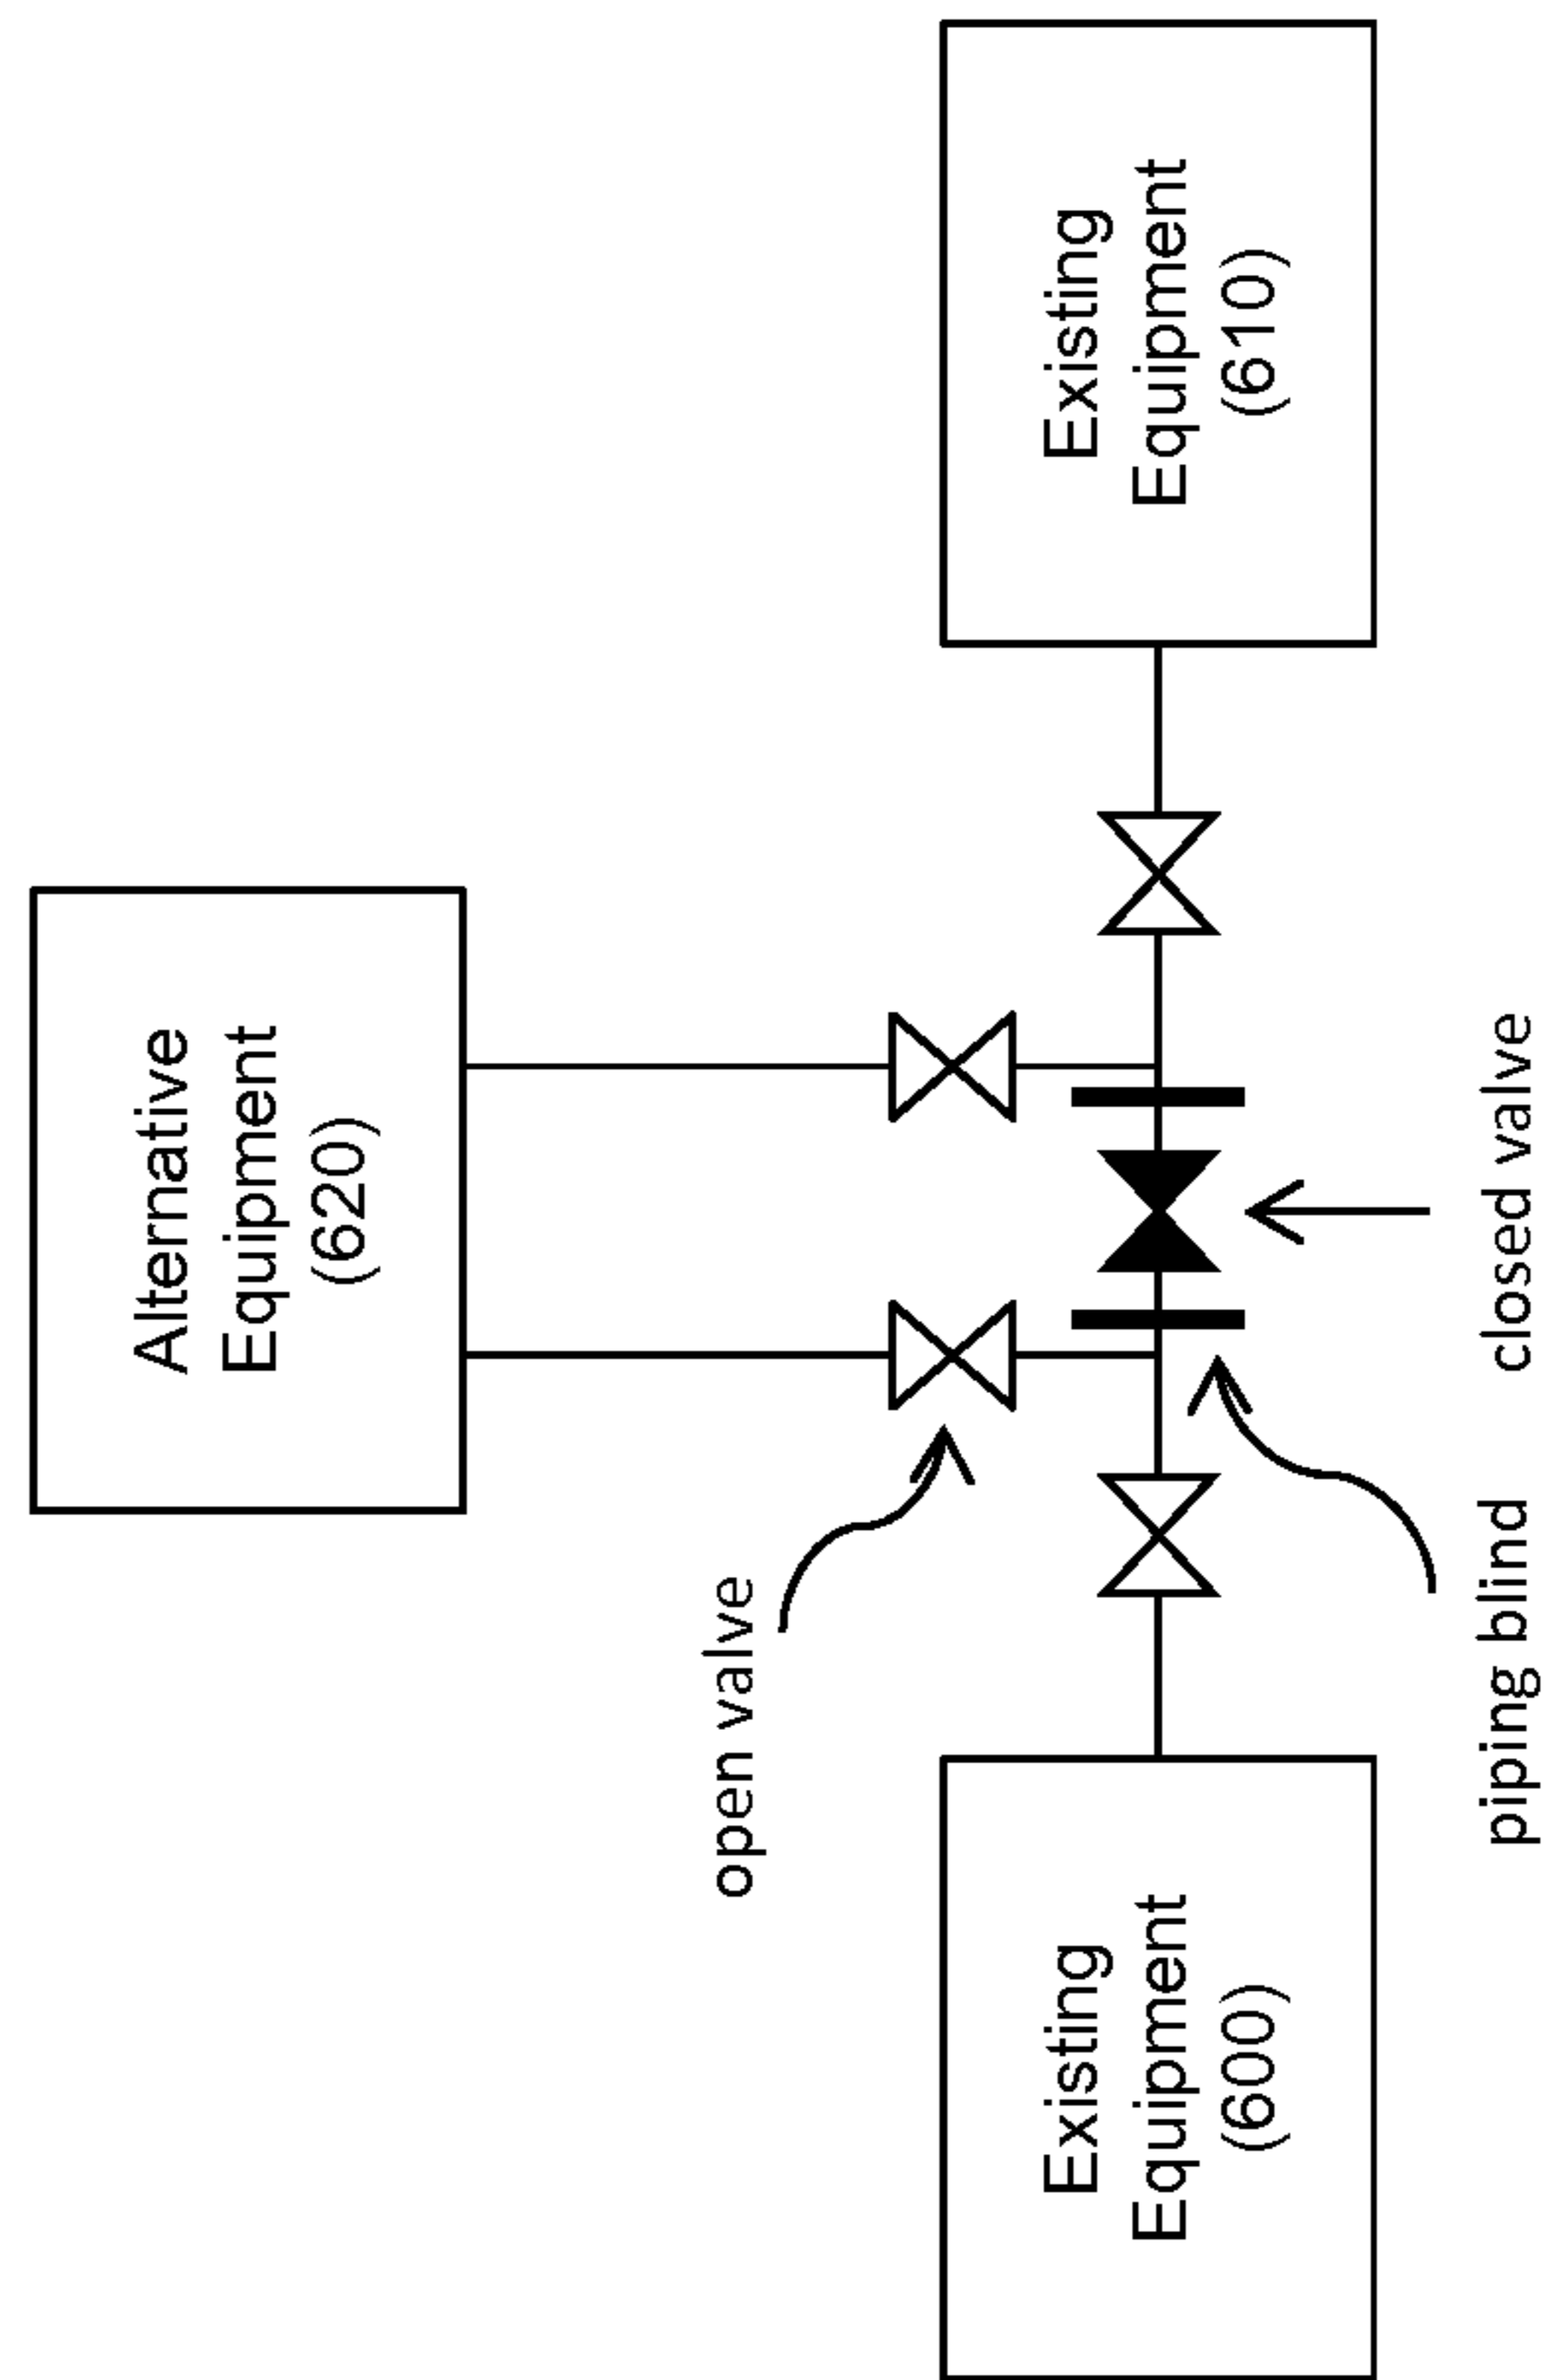 Alternative
Equipment
(620)
open valve
Existing
Equipment
(600)
Existing
Equipment
(610)
piping blind
closed valve